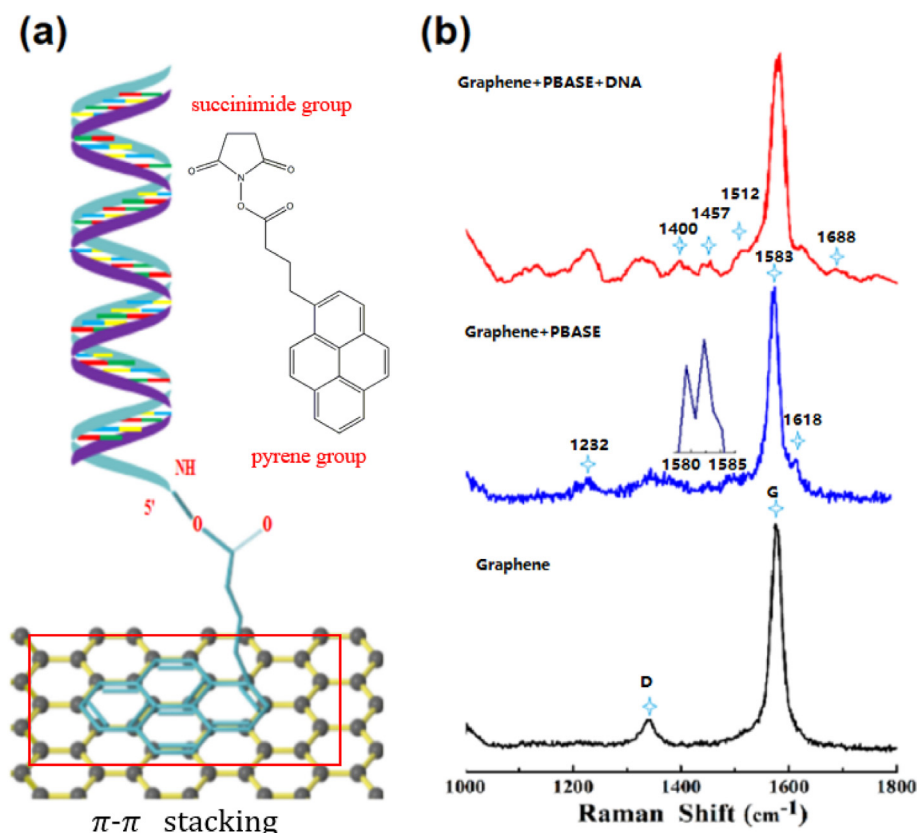 (a)
succinimide group
O
N
O
O
O
pyrene group
NH
5'
O
O
π-π stacking
(b)
Graphene+PBASE+DNA
1400
1457
1512
1688
1583
Graphene+PBASE
1232
1580 1585
1618
G
Graphene
D
1000 1200 1400 1600 1800
Raman Shift (cm⁻¹)